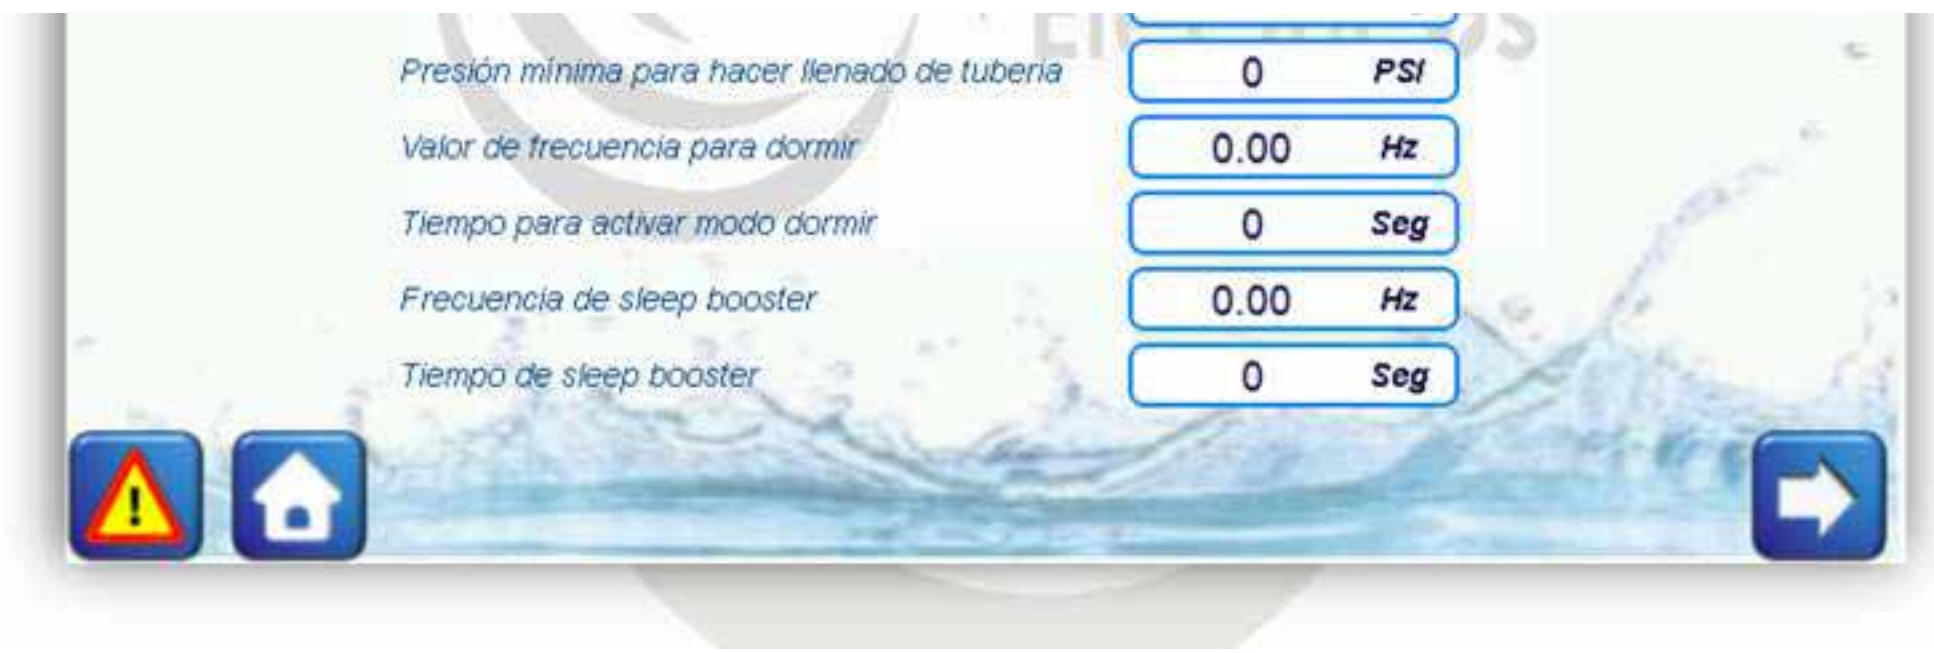 Presión mínima para hacer llenado de tuberia 0 PSI
Valor de frecuencia para dormir 0.00 Hz
Tiempo para activar modo dormir 0 Seg
Frecuencia de sleep booster 0.00 Hz
Tiempo de sleep booster 0 Seg